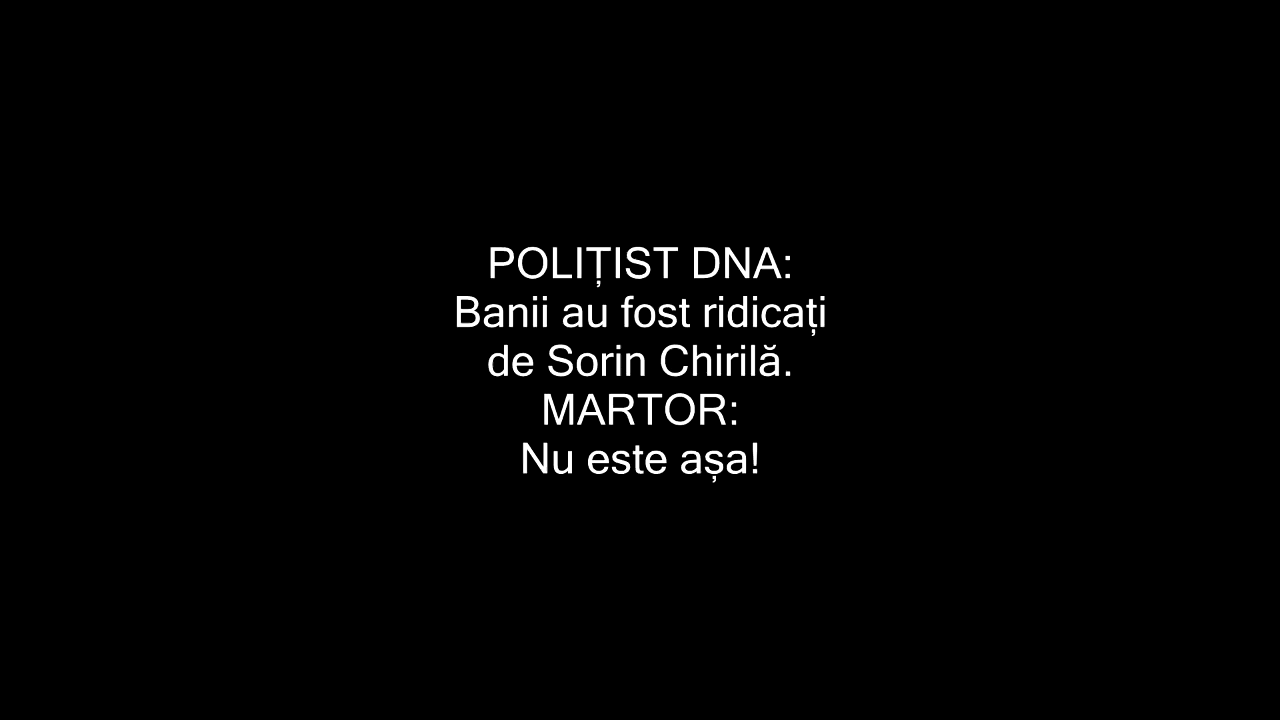 POLIȚIST DNA:
Banii au fost ridicați
de Sorin Chirilă.
MARTOR:
Nu este așa!